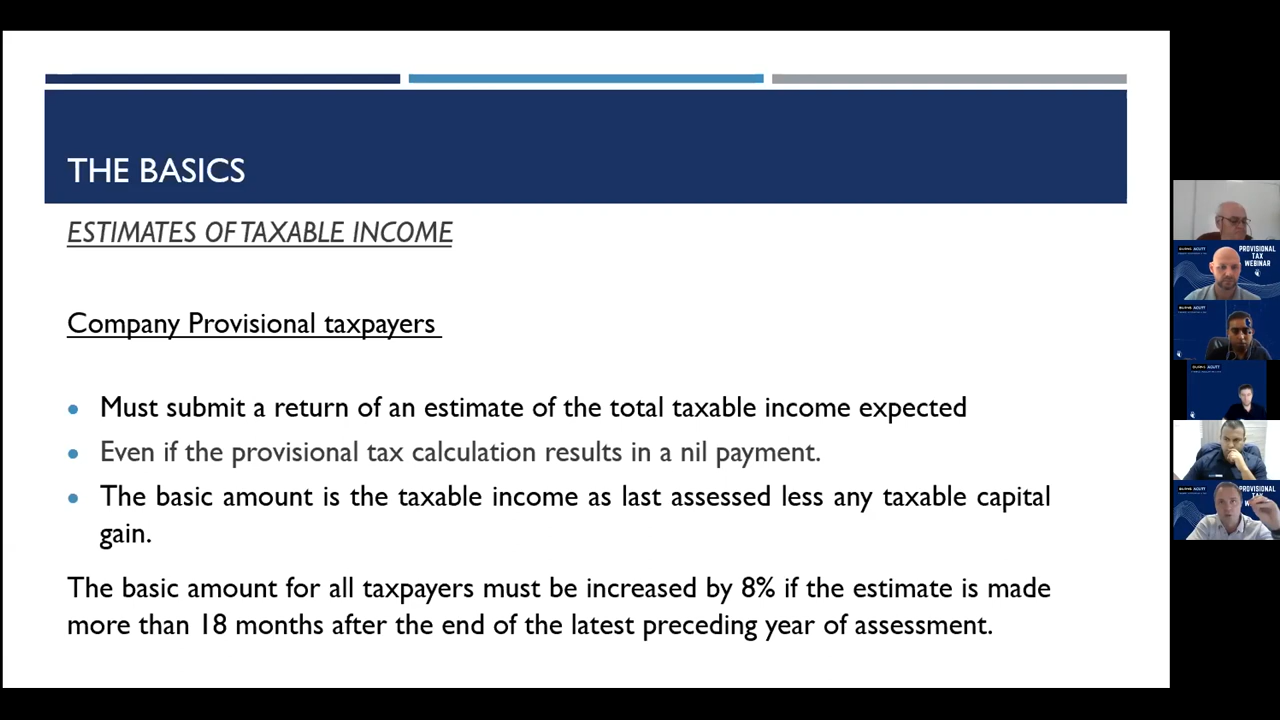 THE BASICS
ESTIMATES OF TAXABLE INCOME
Company Provisional taxpayers
Must submit a return of an estimate of the total taxable income expected
Even if the provisional tax calculation results in a nil payment.
The basic amount is the taxable income as last assessed less any taxable capital
gain.
The basic amount for all taxpayers must be increased by 8% if the estimate is made
more than 18 months after the end of the latest preceding year of assessment.
PROVISIONAL
TAX
WEBINAR